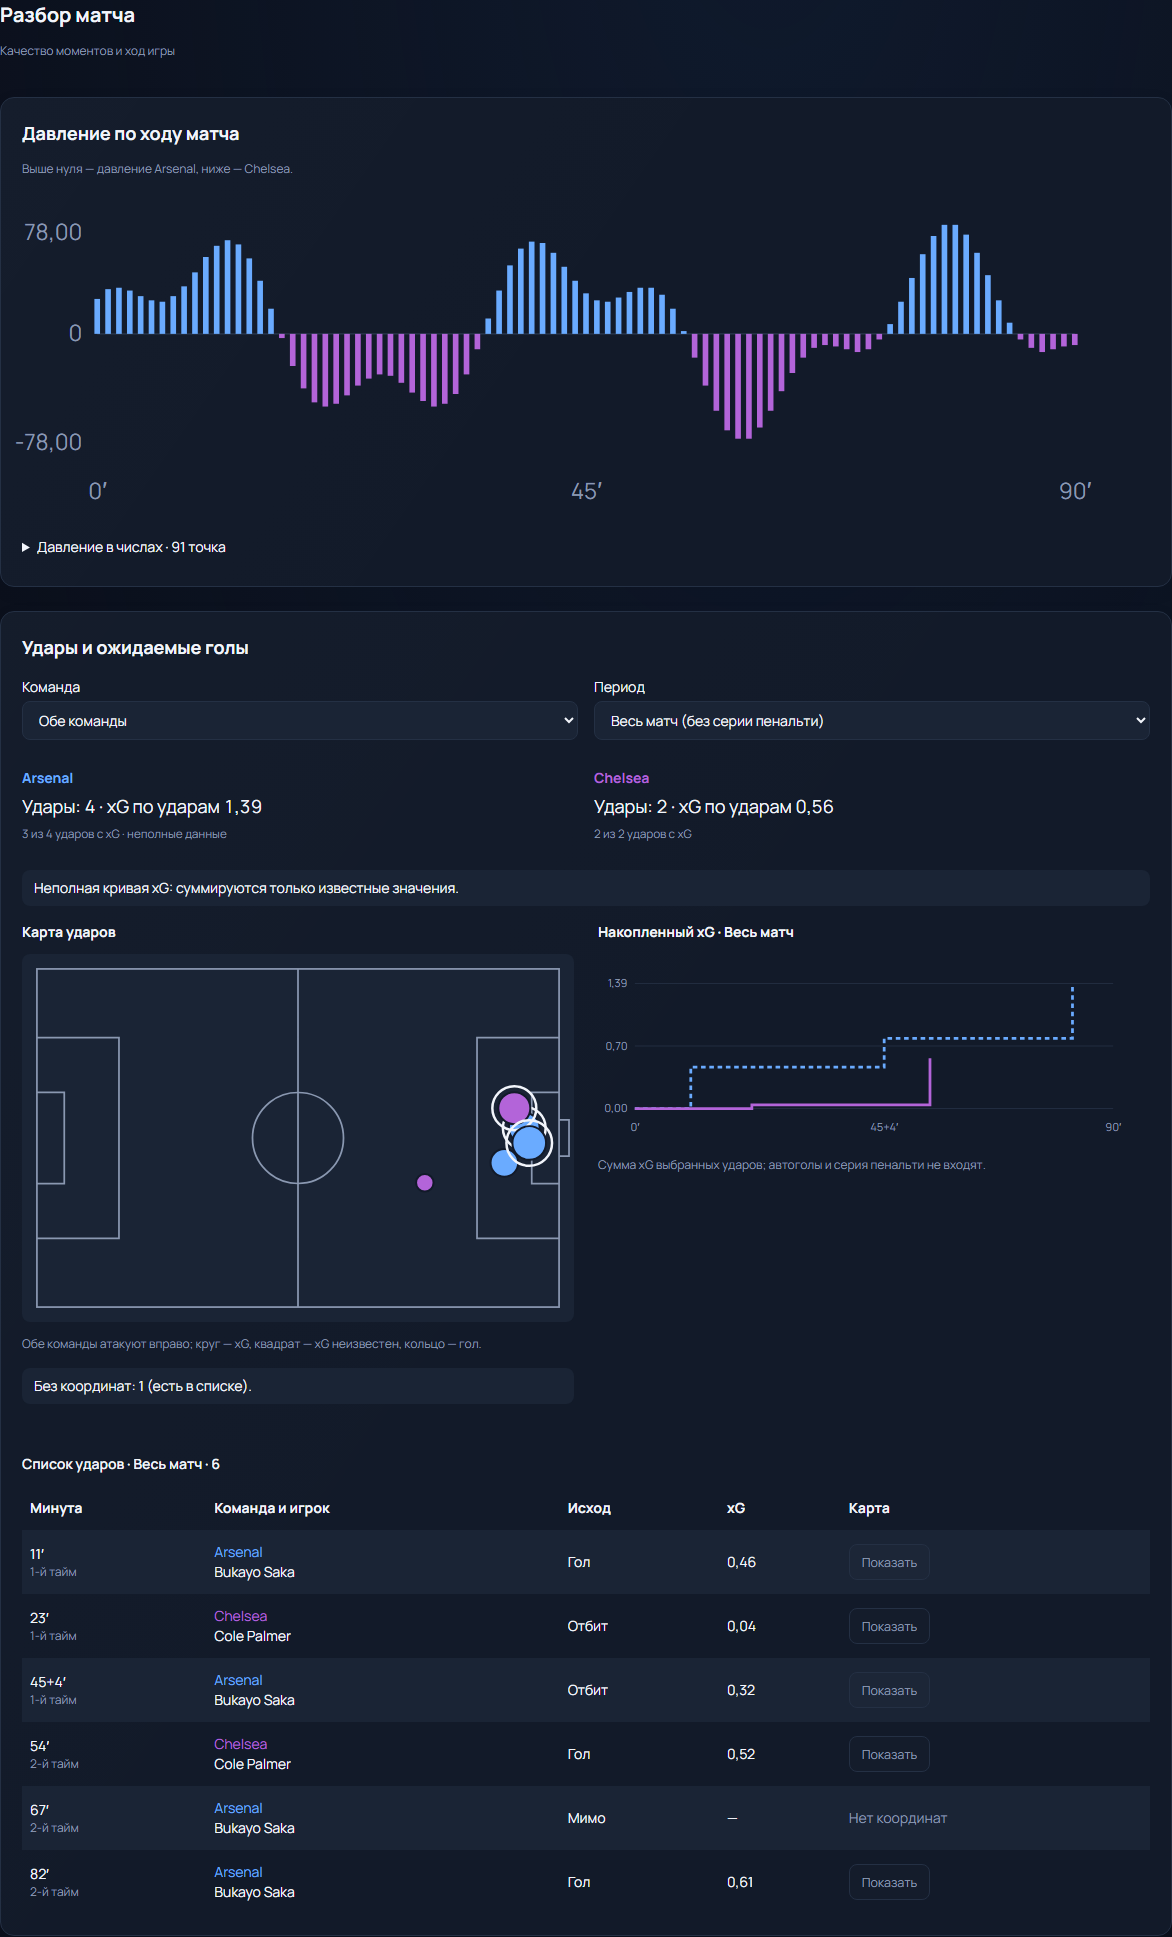 Разбор матча
Качество моментов и ход игры
Давление по ходу матча
Выше нуля — давление Arsenal, ниже — Chelsea.
78,00
0
-78,00
0′ 45′ 90′
▶ Давление в числах · 91 точка
Удары и ожидаемые голы
Команда Период
Обе команды Весь матч (без серии пенальти)
Arsenal Chelsea
Удары: 4 · xG по ударам 1,39 Удары: 2 · xG по ударам 0,56
3 из 4 ударов с xG · неполные данные 2 из 2 ударов с xG
Неполная кривая xG: суммируются только известные значения.
Карта ударов Накопленный xG · Весь матч
1,39
0,70
0,00
0′ 45+4′ 90′
Сумма xG выбранных ударов; автоголы и серия пенальти не входят.
Обе команды атакуют вправо; круг — xG, квадрат — xG неизвестен, кольцо — гол.
Без координат: 1 (есть в списке).
Список ударов · Весь матч · 6
Минута Команда и игрок Исход xG Карта
11′ Arsenal
1-й тайм Bukayo Saka Гол 0,46 Показать
23′ Chelsea
1-й тайм Cole Palmer Отбит 0,04 Показать
45+4′ Arsenal
1-й тайм Bukayo Saka Отбит 0,32 Показать
54′ Chelsea
2-й тайм Cole Palmer Гол 0,52 Показать
67′ Arsenal
2-й тайм Bukayo Saka Мимо — Нет координат
82′ Arsenal
2-й тайм Bukayo Saka Гол 0,61 Показать